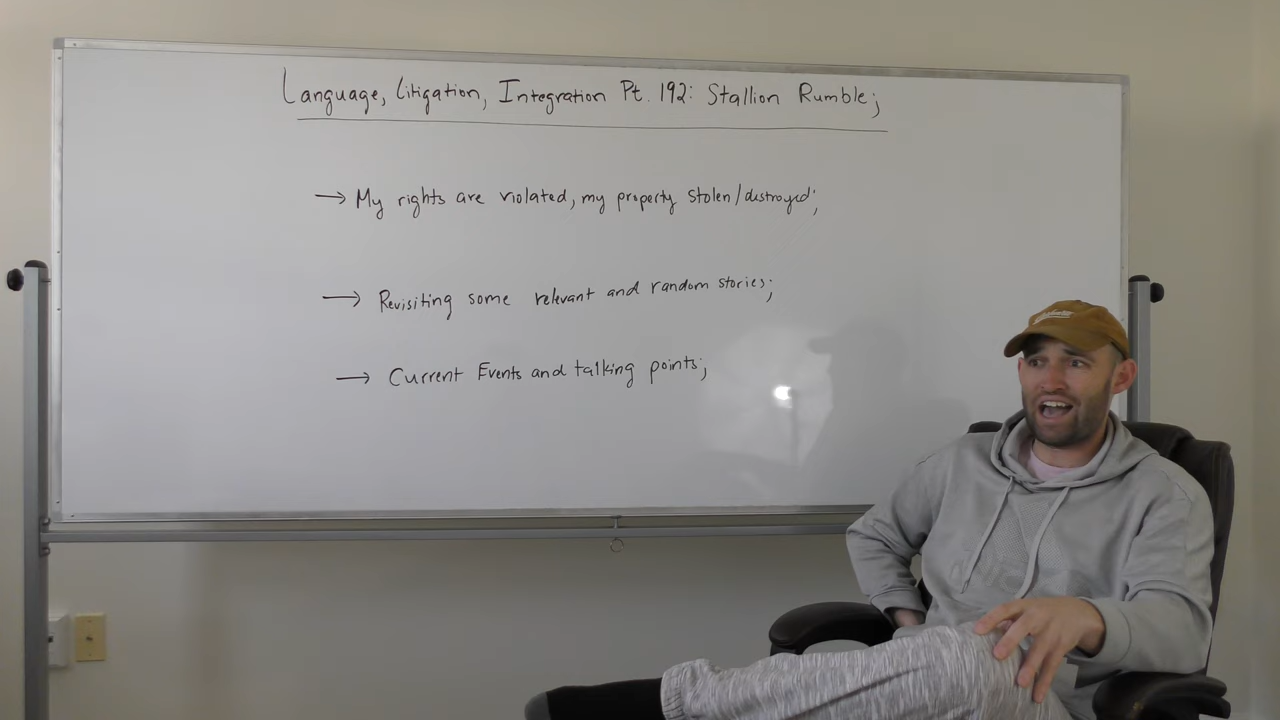 Language, Litigation, Integration Pt. 192: Stallion Rumble;
→ My rights are violated, my property stolen/destroyed;
→ Revisiting some relevant and random stories;
→ Current Events and talking points;